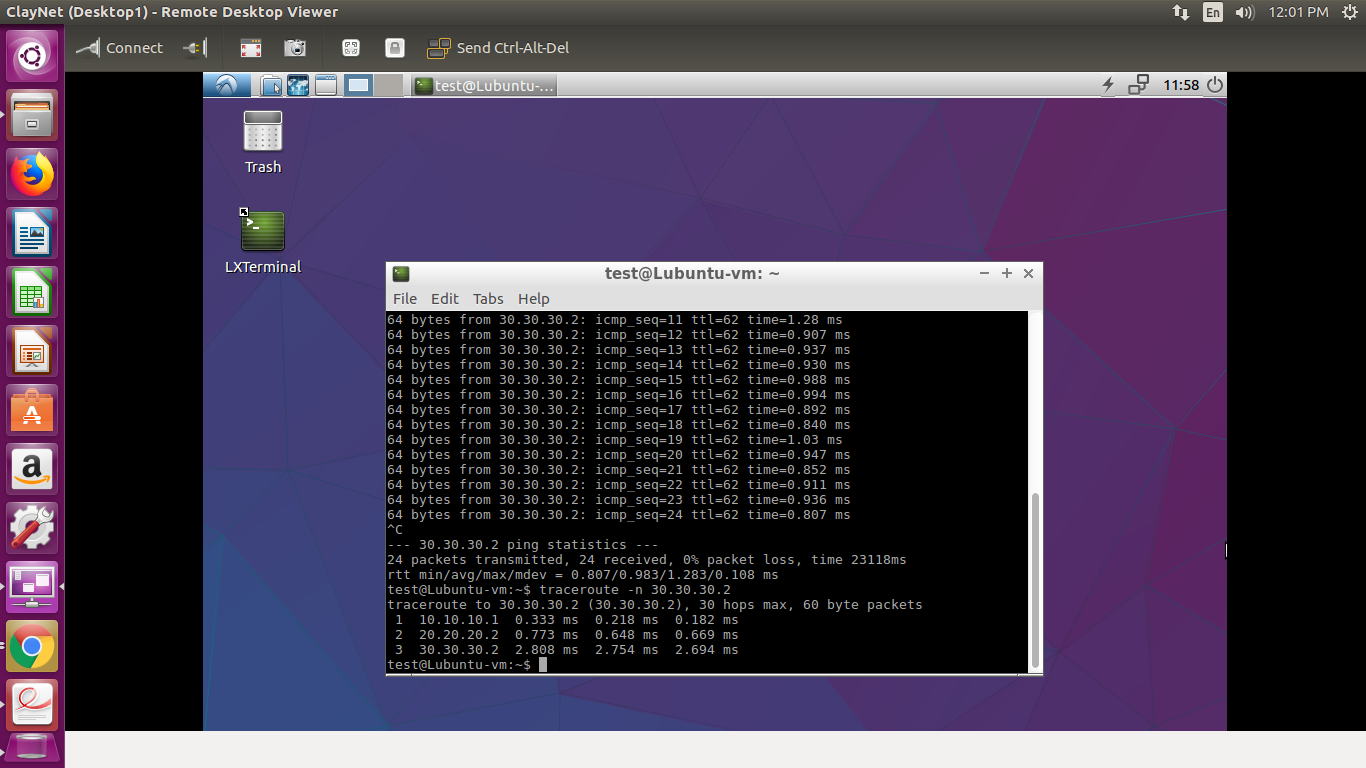 ClayNet (Desktop1) - Remote Desktop Viewer
En
12:01 PM
Connect
Send Ctrl-Alt-Del
test@Lubuntu-...
11:58
Trash
LXTerminal
test@Lubuntu-vm: ~
File Edit Tabs Help
64 bytes from 30.30.30.2: icmp_seq=11 ttl=62 time=1.28 ms
64 bytes from 30.30.30.2: icmp_seq=12 ttl=62 time=0.907 ms
64 bytes from 30.30.30.2: icmp_seq=13 ttl=62 time=0.937 ms
64 bytes from 30.30.30.2: icmp_seq=14 ttl=62 time=0.930 ms
64 bytes from 30.30.30.2: icmp_seq=15 ttl=62 time=0.988 ms
64 bytes from 30.30.30.2: icmp_seq=16 ttl=62 time=0.994 ms
64 bytes from 30.30.30.2: icmp_seq=17 ttl=62 time=0.892 ms
64 bytes from 30.30.30.2: icmp_seq=18 ttl=62 time=0.840 ms
64 bytes from 30.30.30.2: icmp_seq=19 ttl=62 time=1.03 ms
64 bytes from 30.30.30.2: icmp_seq=20 ttl=62 time=0.947 ms
64 bytes from 30.30.30.2: icmp_seq=21 ttl=62 time=0.852 ms
64 bytes from 30.30.30.2: icmp_seq=22 ttl=62 time=0.911 ms
64 bytes from 30.30.30.2: icmp_seq=23 ttl=62 time=0.936 ms
64 bytes from 30.30.30.2: icmp_seq=24 ttl=62 time=0.807 ms
^C
--- 30.30.30.2 ping statistics ---
24 packets transmitted, 24 received, 0% packet loss, time 23118ms
rtt min/avg/max/mdev = 0.807/0.983/1.283/0.108 ms
test@Lubuntu-vm:~$ traceroute -n 30.30.30.2
traceroute to 30.30.30.2 (30.30.30.2), 30 hops max, 60 byte packets
 1  10.10.10.1  0.333 ms  0.218 ms  0.182 ms
 2  20.20.20.2  0.773 ms  0.648 ms  0.669 ms
 3  30.30.30.2  2.808 ms  2.754 ms  2.694 ms
test@Lubuntu-vm:~$